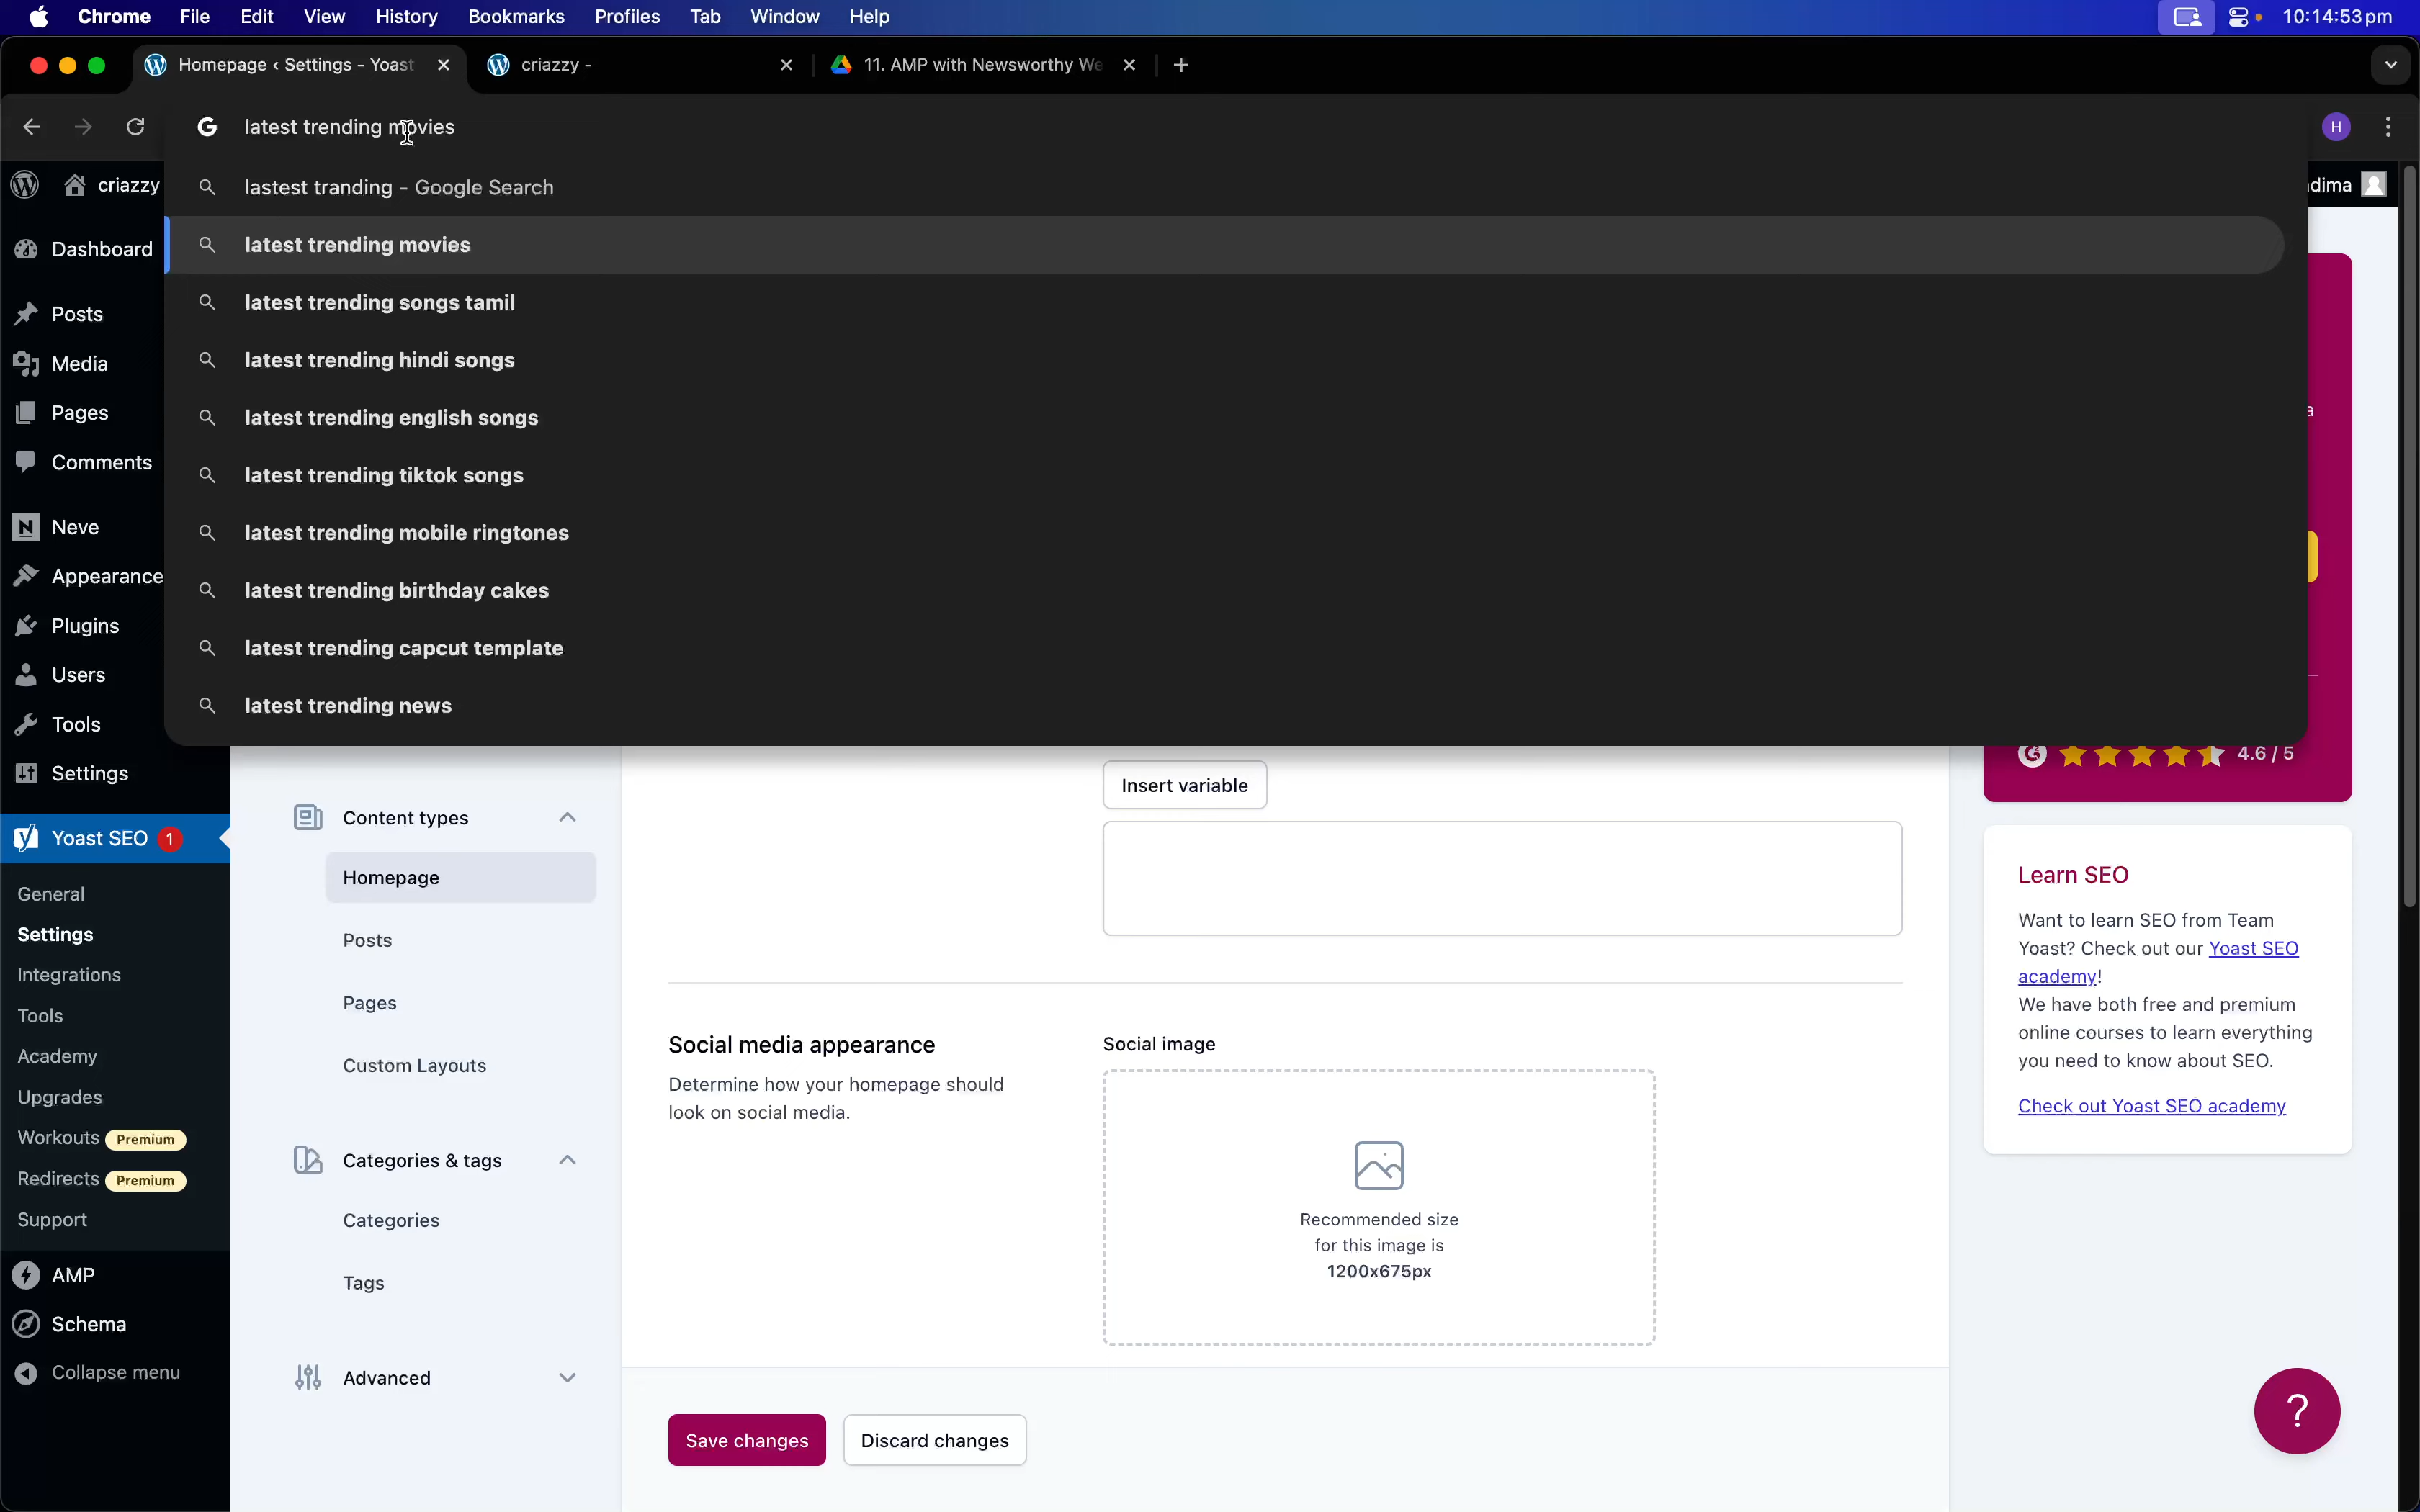 Chrome File Edit View History Bookmarks Profiles Tab Window Help 10:14:53 pm
Homepage ‹ Settings - Yoast
criazzy -
11. AMP with Newsworthy We
latest trending movies
H
lastest tranding - Google Search
latest trending movies
latest trending songs tamil
latest trending hindi songs
latest trending english songs
latest trending tiktok songs
latest trending mobile ringtones
latest trending birthday cakes
latest trending capcut template
latest trending news
criazzy
dima
Dashboard
Posts
Media
Pages
Comments
Neve
Appearance
Plugins
Users
Tools
Settings
Yoast SEO 1
General
Settings
Integrations
Tools
Academy
Upgrades
Workouts Premium
Redirects Premium
Support
AMP
Schema
Collapse menu
Content types
Homepage
Posts
Pages
Custom Layouts
Categories & tags
Categories
Tags
Advanced
Insert variable
Social media appearance
Determine how your homepage should
look on social media.
Social image
Recommended size
for this image is
1200x675px
Save changes
Discard changes
a
4.6 / 5
Learn SEO
Want to learn SEO from Team
Yoast? Check out our Yoast SEO
academy!
We have both free and premium
online courses to learn everything
you need to know about SEO.
Check out Yoast SEO academy
?